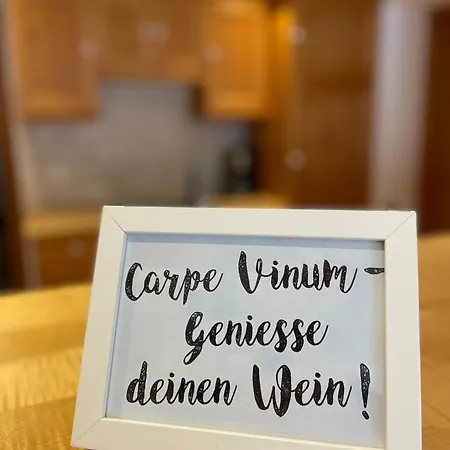 Carpe Vinum -
Geniesse
deinen Wein!